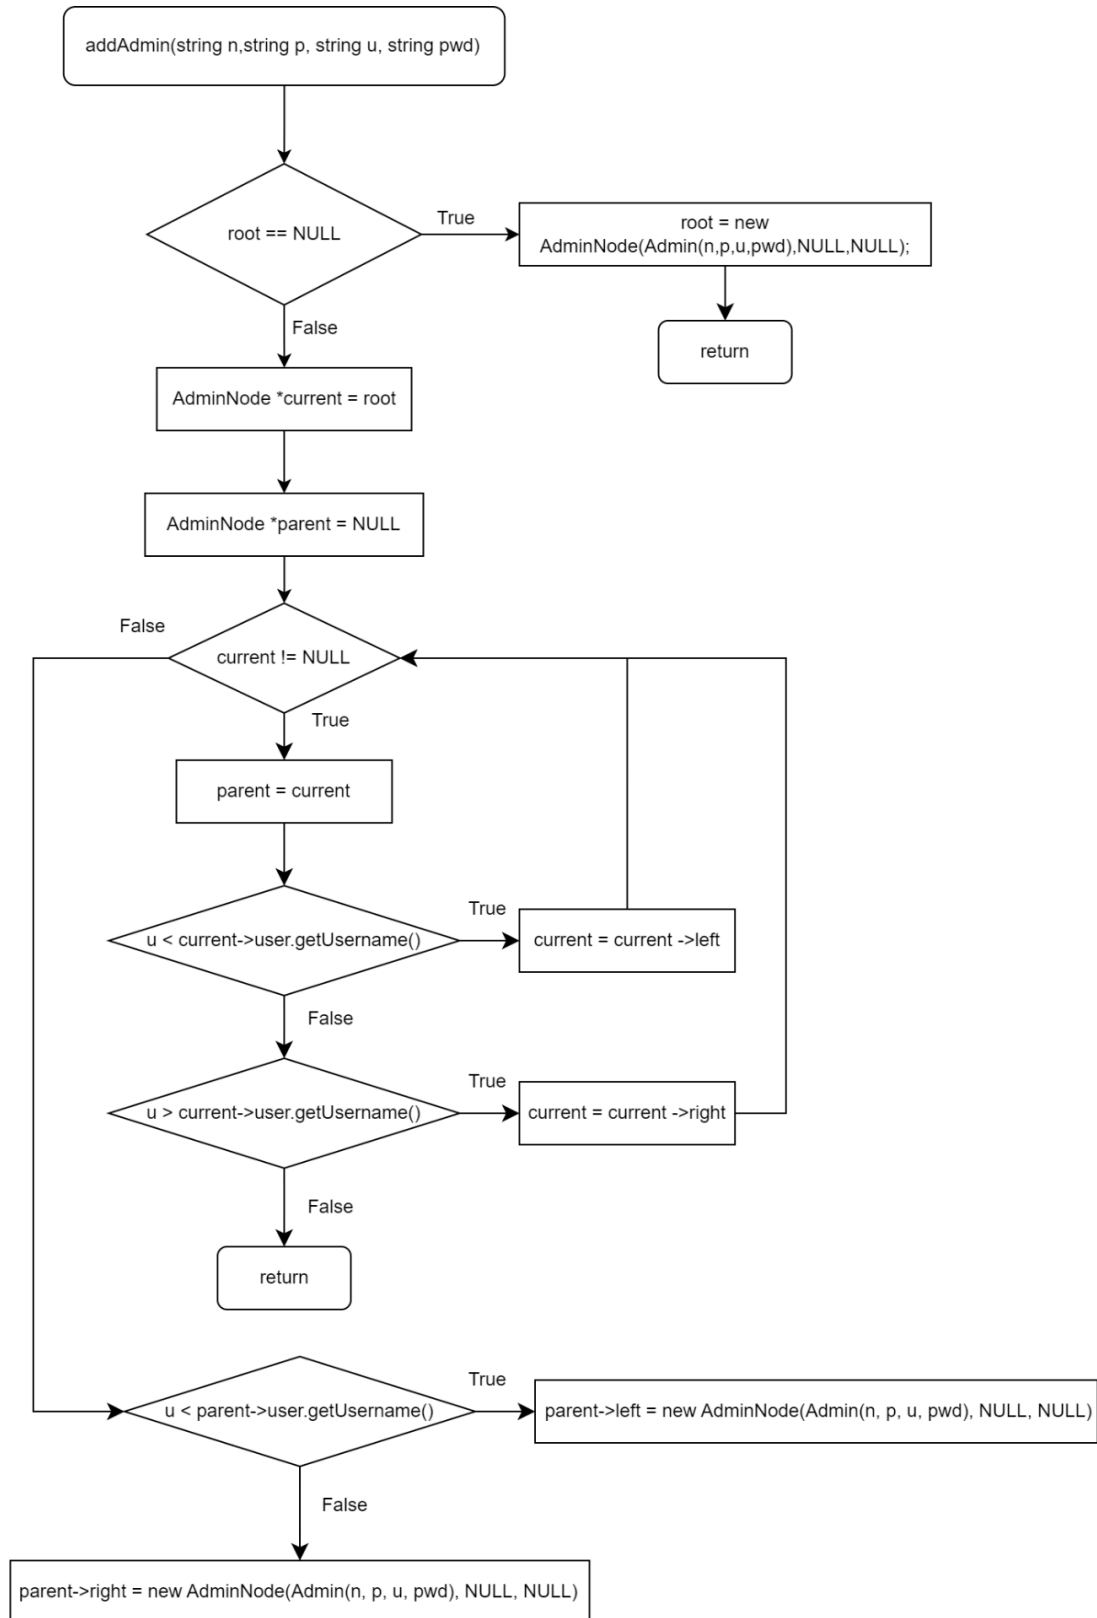 addAdmin(string n,string p, string u, string pwd)
root == NULL
True
root = new
AdminNode(Admin(n,p,u,pwd),NULL,NULL);
return
False
AdminNode *current = root
AdminNode *parent = NULL
False
current != NULL
True
parent = current
u < current->user.getUsername()
True
current = current ->left
False
u > current->user.getUsername()
True
current = current ->right
False
return
u < parent->user.getUsername()
True
parent->left = new AdminNode(Admin(n, p, u, pwd), NULL, NULL)
False
parent->right = new AdminNode(Admin(n, p, u, pwd), NULL, NULL)